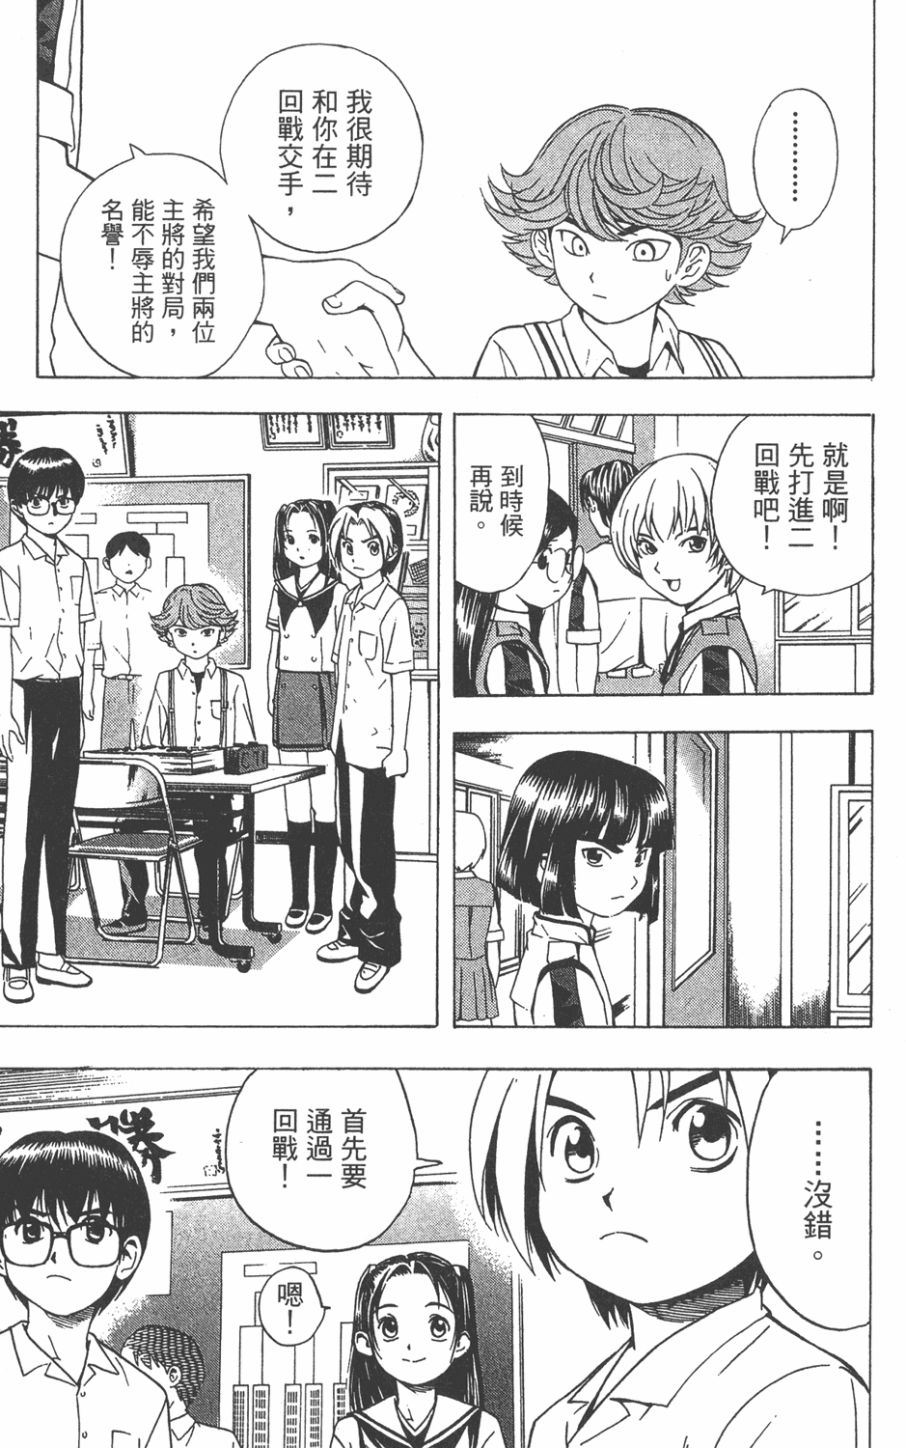 …………
我很期待
和你在二
回戰交手，
希望我們兩位
主將的對局，
能不辱主將的
名譽！
就是啊！
先打進二
回戰吧！
到時候
再說。
……沒錯。
首先要
通過一
回戰！
嗯！